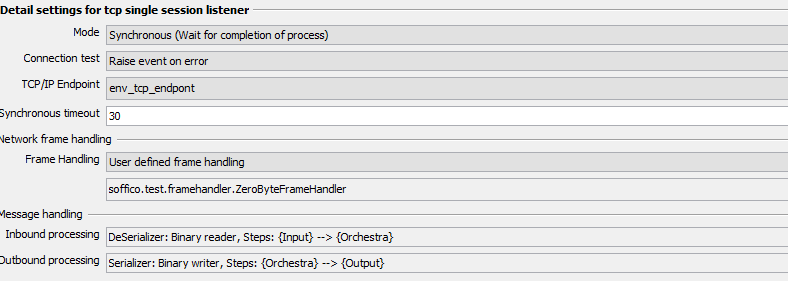 Detail settings for tcp single session listener
Mode Synchronous (Wait for completion of process)
Connection test Raise event on error
TCP/IP Endpoint env_tcp_endpont
Synchronous timeout 30
Network frame handling
Frame Handling User defined frame handling
soffico.test.framehandler.ZeroByteFrameHandler
Message handling
Inbound processing DeSerializer: Binary reader, Steps: {Input} --> {Orchestra}
Outbound processing Serializer: Binary writer, Steps: {Orchestra} --> {Output}